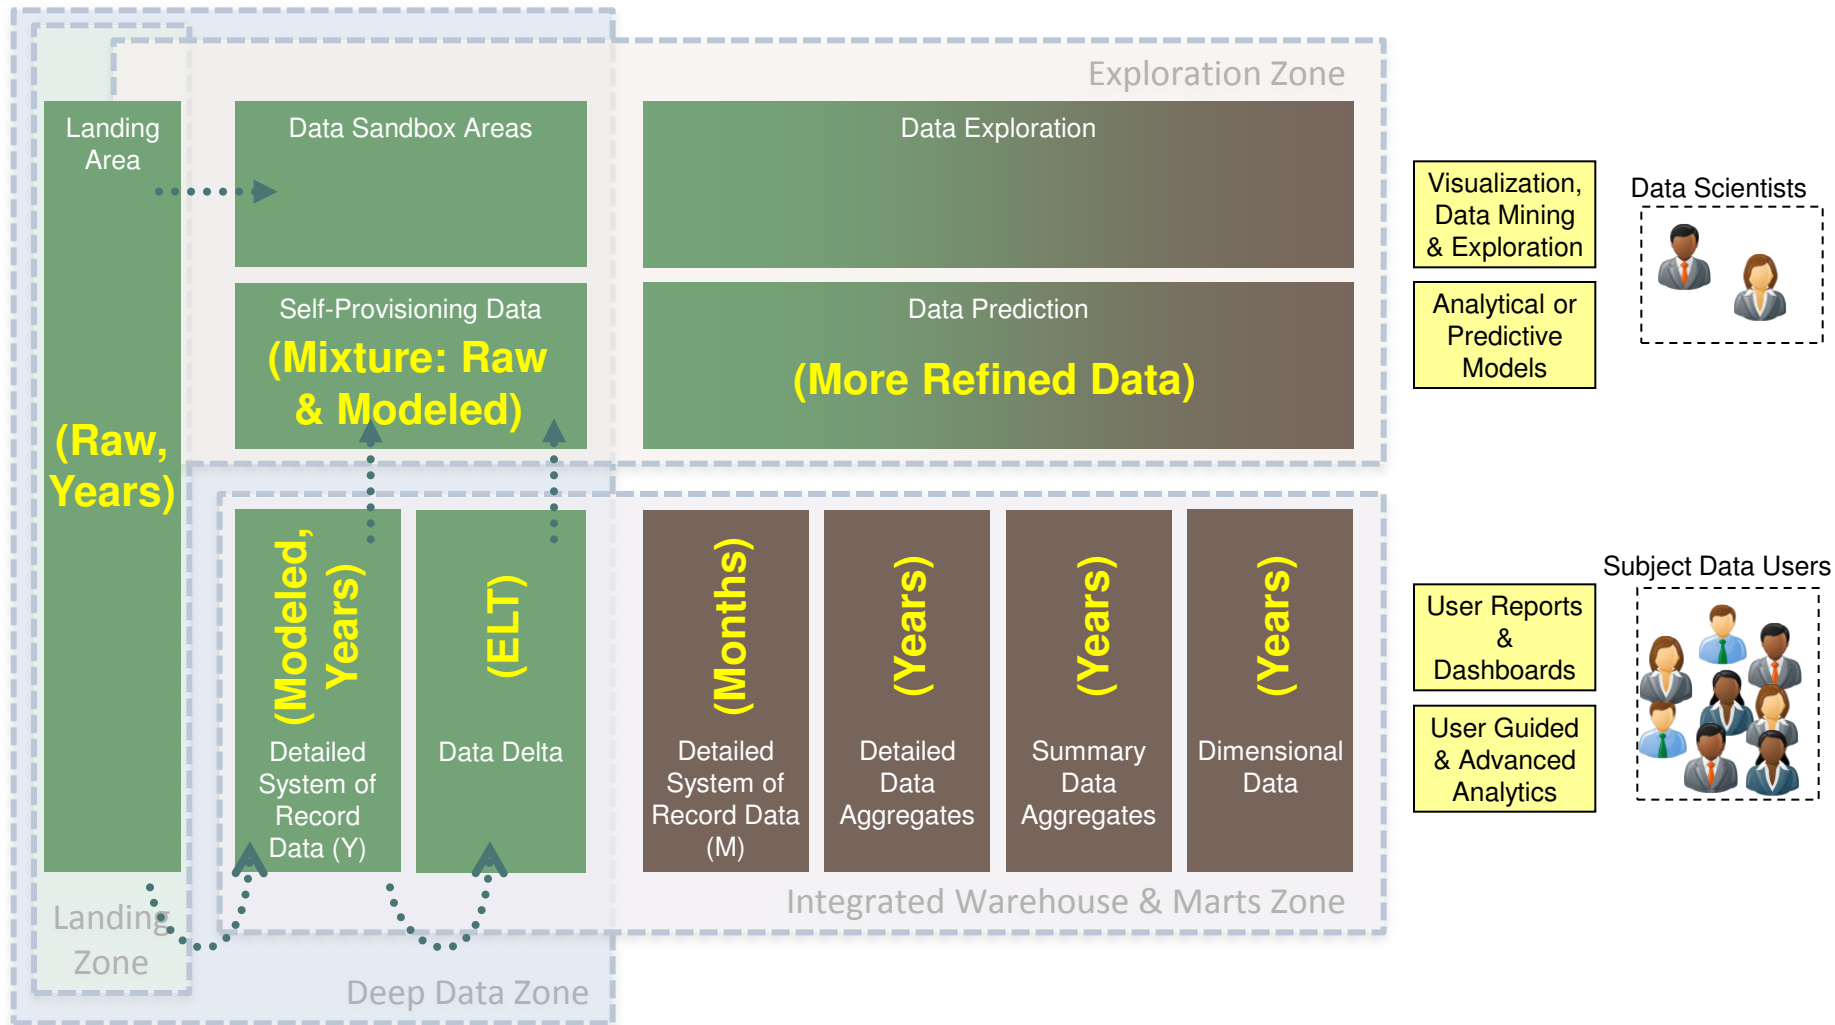 Exploration Zone
Landing
Area
(Raw,
Years)
Data Sandbox Areas
Data Exploration
Self-Provisioning Data
(Mixture: Raw
& Modeled)
Data Prediction
(More Refined Data)
Visualization,
Data Mining
& Exploration
Analytical or
Predictive
Models
Data Scientists
(Modeled,
Years)
Detailed
System of
Record
Data (Y)
(ELT)
Data Delta
(Months)
Detailed
System of
Record Data
(M)
(Years)
Detailed
Data
Aggregates
(Years)
Summary
Data
Aggregates
(Years)
Dimensional
Data
Subject Data Users
User Reports
&
Dashboards
User Guided
& Advanced
Analytics
Integrated Warehouse & Marts Zone
Landing
Zone
Deep Data Zone